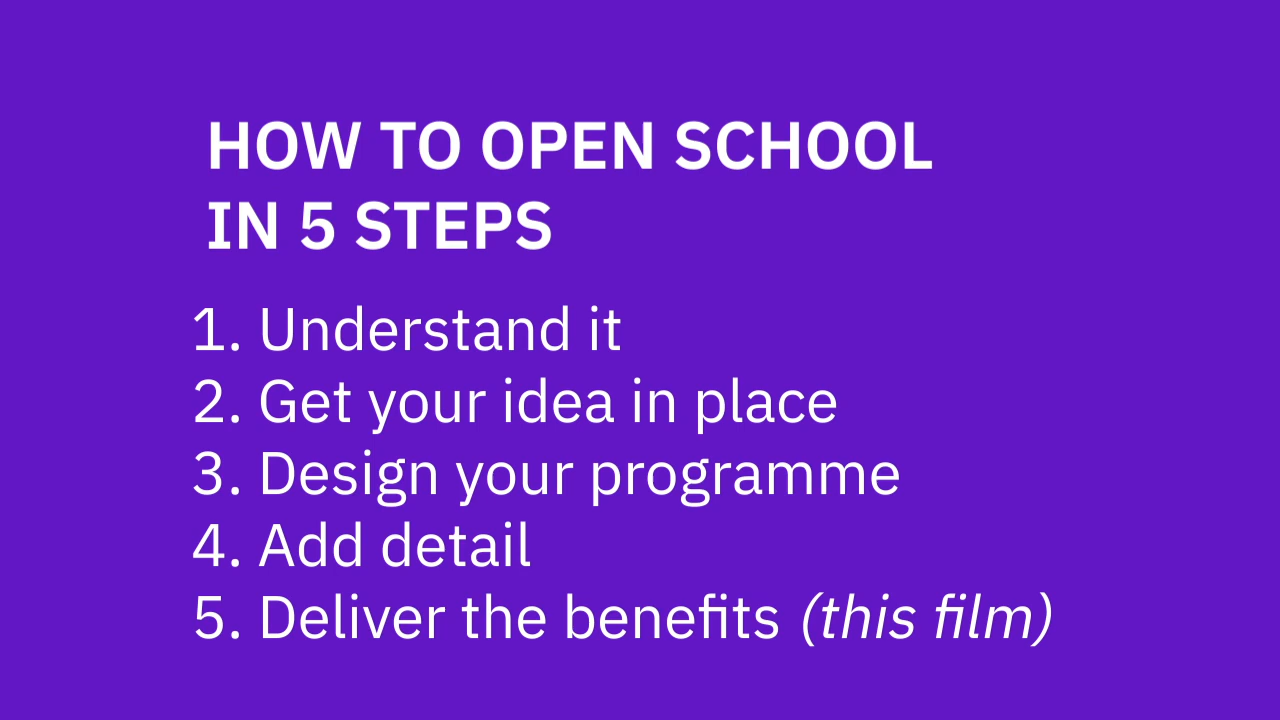 HOW TO OPEN SCHOOL
IN 5 STEPS
1. Understand it
2. Get your idea in place
3. Design your programme
4. Add detail
5. Deliver the benefits (this film)